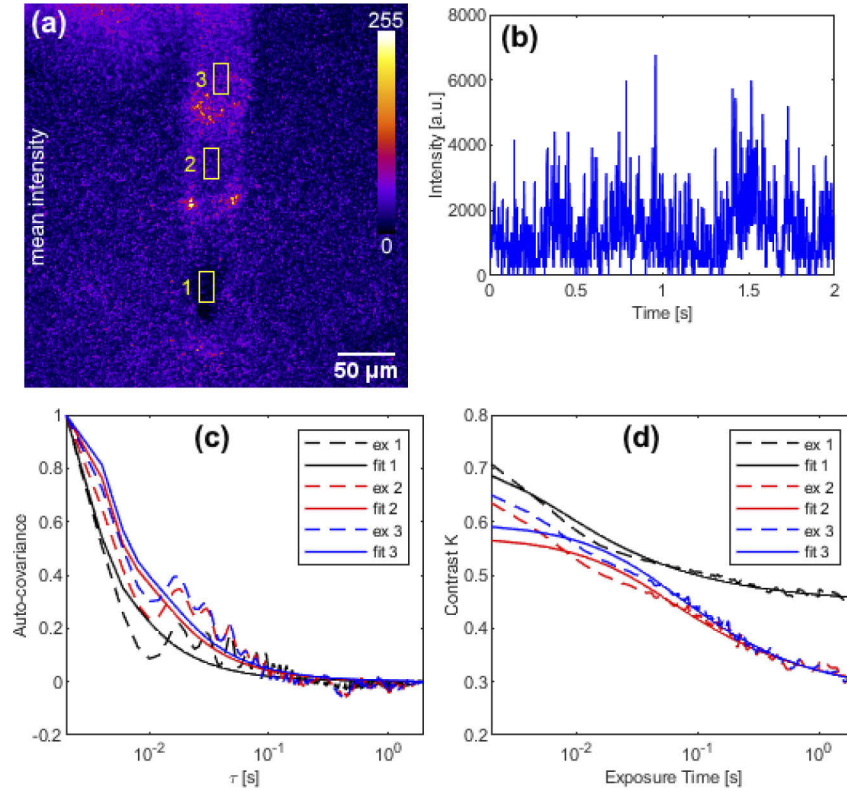 (a)
255
3
2
1
0
mean intensity
50 µm
(b)
8000
6000
4000
2000
0
Intensity [a.u.]
0 0.5 1 1.5 2
Time [s]
(c)
1
0.8
0.6
0.4
0.2
0
-0.2
Auto-covariance
ex 1
fit 1
ex 2
fit 2
ex 3
fit 3
10⁻² 10⁻¹ 10⁰
τ [s]
(d)
0.8
0.7
0.6
0.5
0.4
0.3
0.2
Contrast K
ex 1
fit 1
ex 2
fit 2
ex 3
fit 3
10⁻² 10⁻¹ 10⁰
Exposure Time [s]